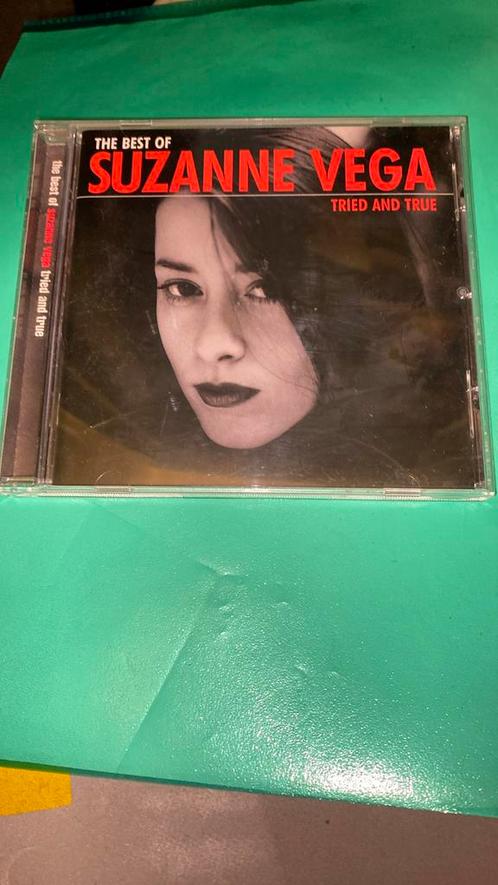 THE BEST OF
SUZANNE VEGA
TRIED AND TRUE
the best of suzanne vega tried and true